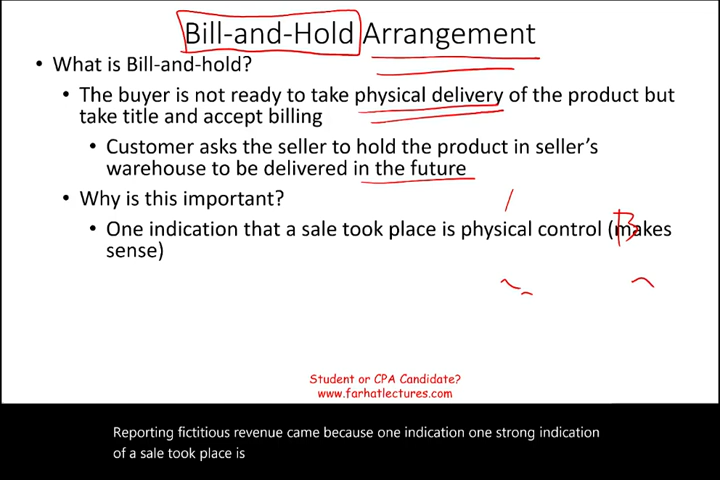 Bill-and-Hold Arrangement
• What is Bill-and-hold?
• The buyer is not ready to take physical delivery of the product but
take title and accept billing
• Customer asks the seller to hold the product in seller's
warehouse to be delivered in the future
• Why is this important?
• One indication that a sale took place is physical control (makes
sense)
B
Student or CPA Candidate?
www.farhatlectures.com
Reporting fictitious revenue came because one indication one strong indication
of a sale took place is